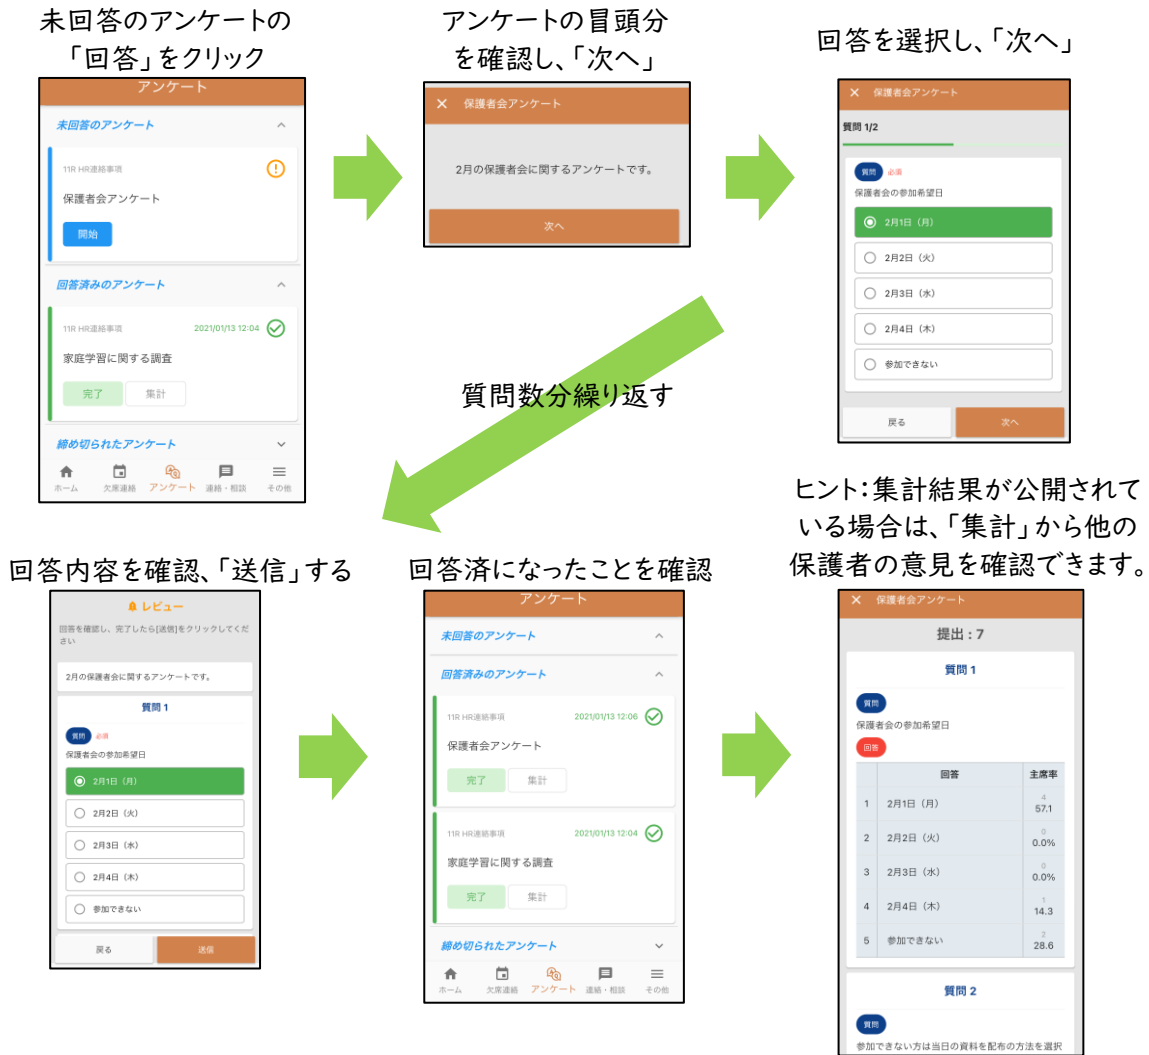 未回答のアンケートの
「回答」をクリック
アンケート
未回答のアンケート
11R HR連絡事項
保護者会アンケート
開始
回答済みのアンケート
11R HR連絡事項
2021/01/13 12:04
家庭学習に関する調査
完了
集計
締め切られたアンケート
ホーム
欠席連絡
アンケート
連絡・相談
その他
アンケートの冒頭分
を確認し、「次へ」
× 保護者会アンケート
2月の保護者会に関するアンケートです。
次へ
回答を選択し、「次へ」
× 保護者会アンケート
質問 1/2
質問 必須
保護者会の参加希望日
2月1日（月）
2月2日（火）
2月3日（水）
2月4日（木）
参加できない
戻る
次へ
質問数分繰り返す
回答内容を確認、「送信」する
レビュー
回答を確認し、完了したら[送信]をクリックしてくだ
さい
2月の保護者会に関するアンケートです。
質問 1
質問 必須
保護者会の参加希望日
2月1日（月）
2月2日（火）
2月3日（水）
2月4日（木）
参加できない
戻る
送信
回答済になったことを確認
アンケート
未回答のアンケート
回答済みのアンケート
11R HR連絡事項
2021/01/13 12:06
保護者会アンケート
完了
集計
11R HR連絡事項
2021/01/13 12:04
家庭学習に関する調査
完了
集計
締め切られたアンケート
ホーム
欠席連絡
アンケート
連絡・相談
その他
ヒント：集計結果が公開されて
いる場合は、「集計」から他の
保護者の意見を確認できます。
× 保護者会アンケート
提出 : 7
質問 1
質問
保護者会の参加希望日
回答
回答 主席率
1 2月1日（月） 4
57.1
2 2月2日（火） 0
0.0%
3 2月3日（水） 0
0.0%
4 2月4日（木） 1
14.3
5 参加できない 2
28.6
質問 2
質問
参加できない方は当日の資料を配布の方法を選択